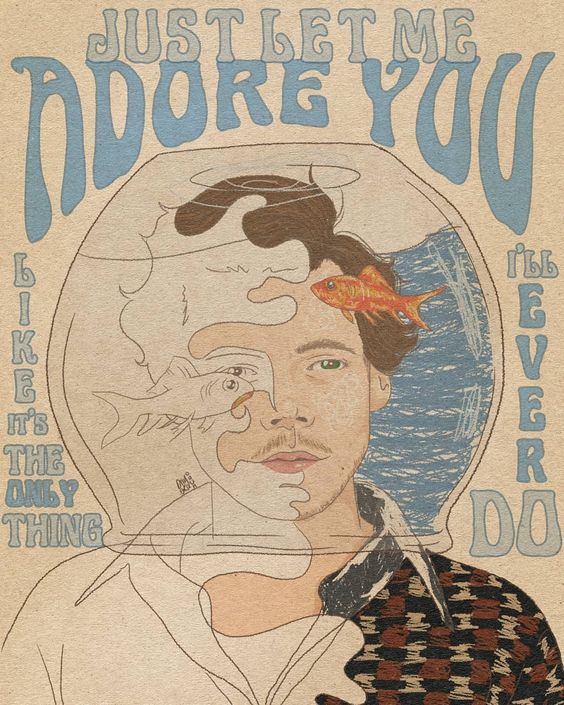 JUST LET ME
ADORE YOU
LIKE
IT'S
THE
ONLY
THING
I'LL
EVER
DO